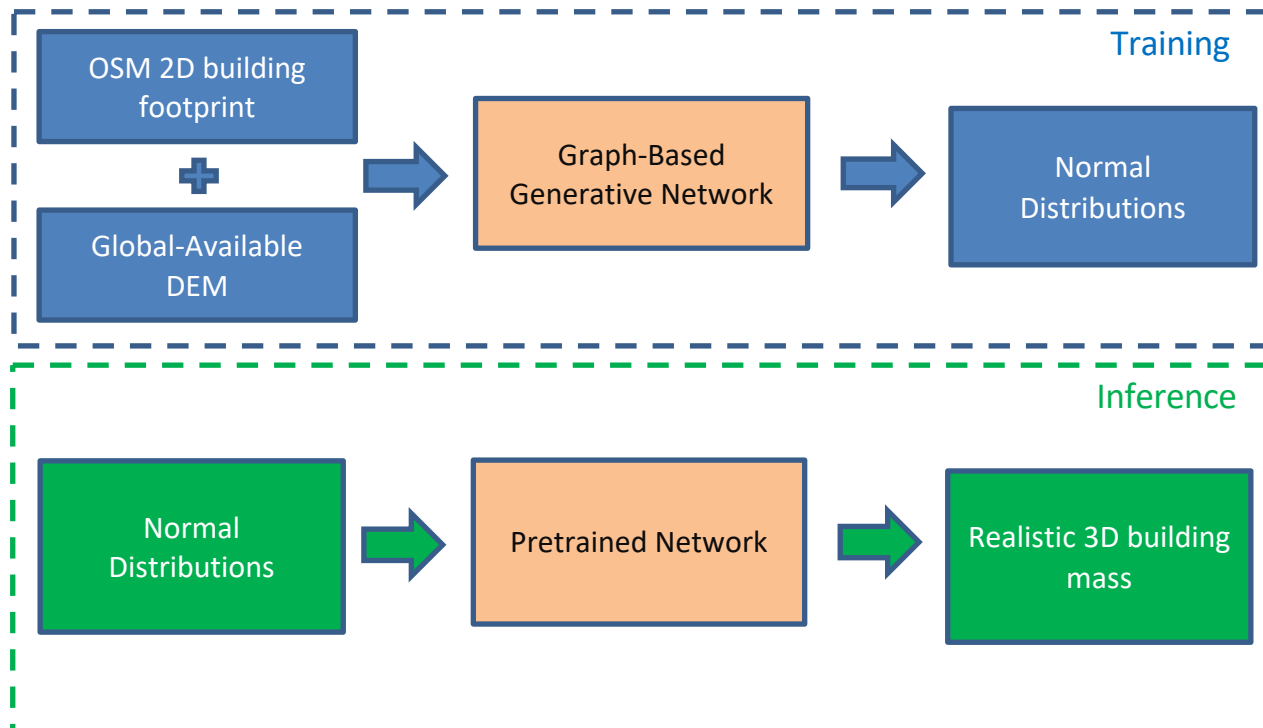 Training
OSM 2D building
footprint
Global-Available
DEM
Graph-Based
Generative Network
Normal
Distributions
Inference
Normal
Distributions
Pretrained Network
Realistic 3D building
mass